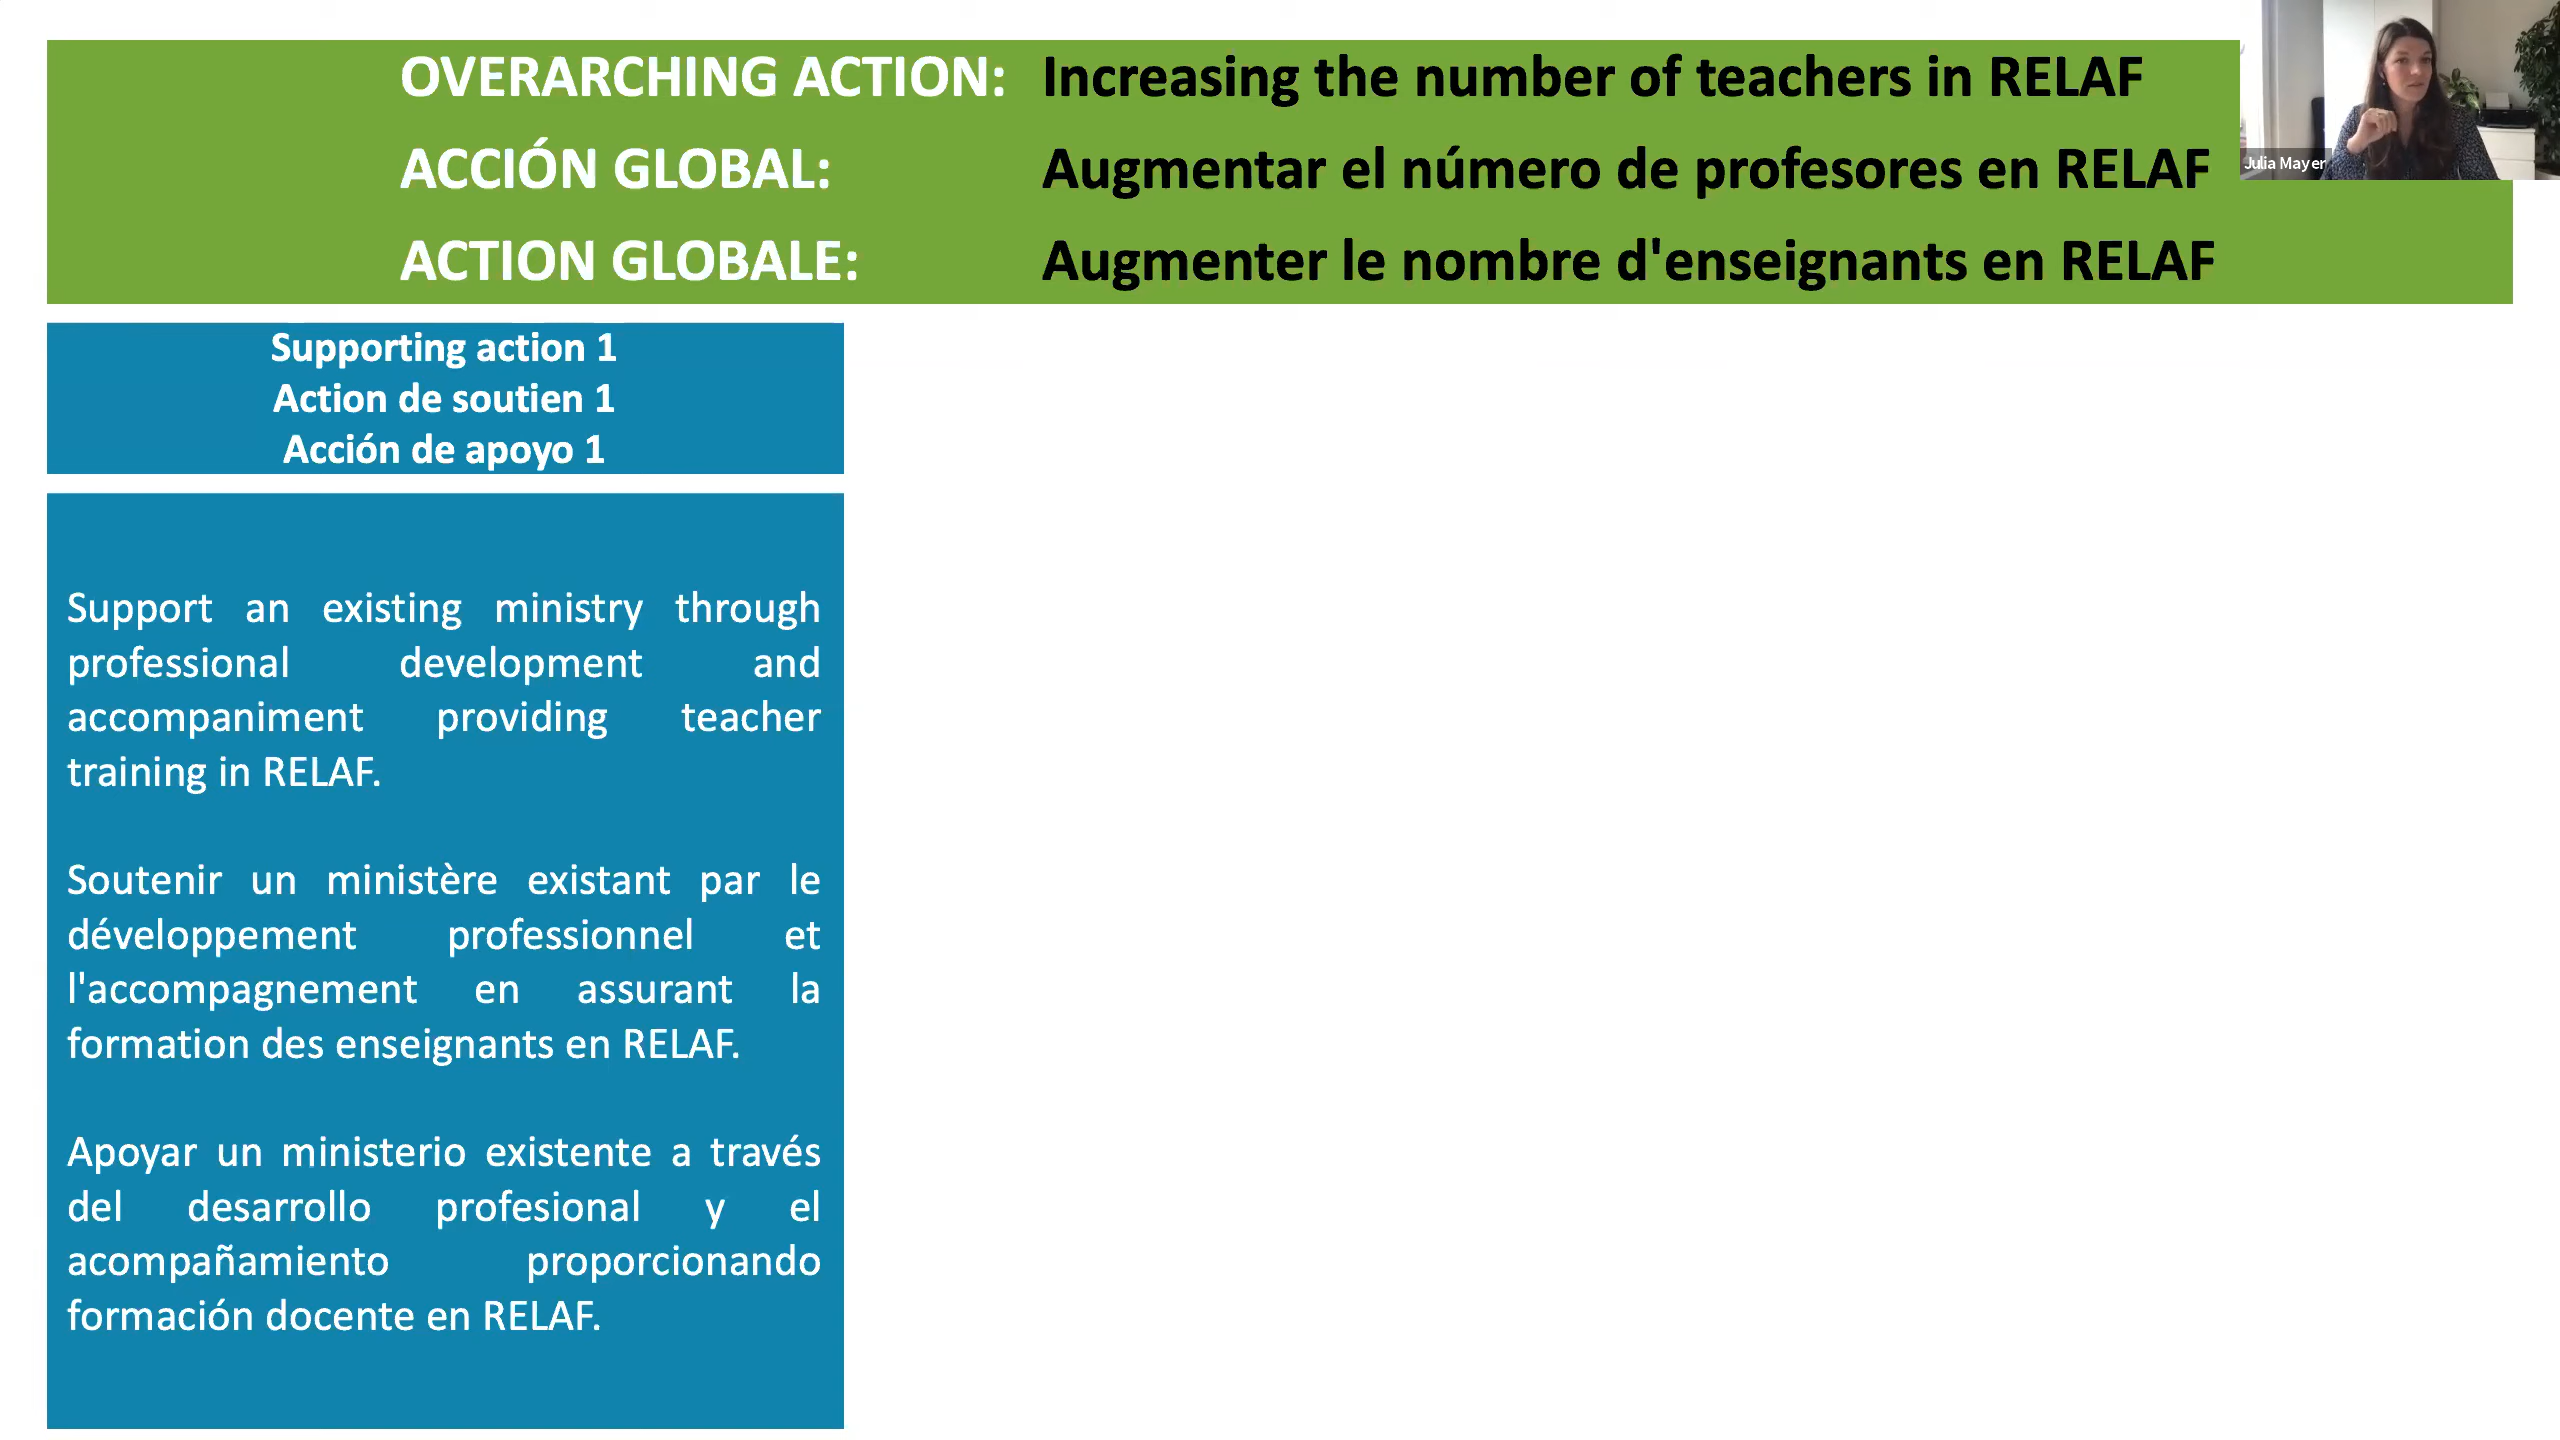 OVERARCHING ACTION: Increasing the number of teachers in RELAF
ACCIÓN GLOBAL: Augmentar el número de profesores en RELAF
ACTION GLOBALE: Augmenter le nombre d'enseignants en RELAF
Julia Mayer
Supporting action 1
Action de soutien 1
Acción de apoyo 1
Support an existing ministry through
professional development and
accompaniment providing teacher
training in RELAF.
Soutenir un ministère existant par le
développement professionnel et
l'accompagnement en assurant la
formation des enseignants en RELAF.
Apoyar un ministerio existente a través
del desarrollo profesional y el
acompañamiento proporcionando
formación docente en RELAF.